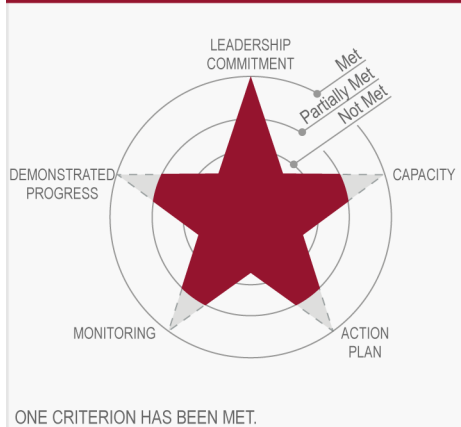 LEADERSHIP
COMMITMENT
Met
Partially Met
Not Met
DEMONSTRATED
PROGRESS
CAPACITY
MONITORING
ACTION
PLAN
ONE CRITERION HAS BEEN MET.